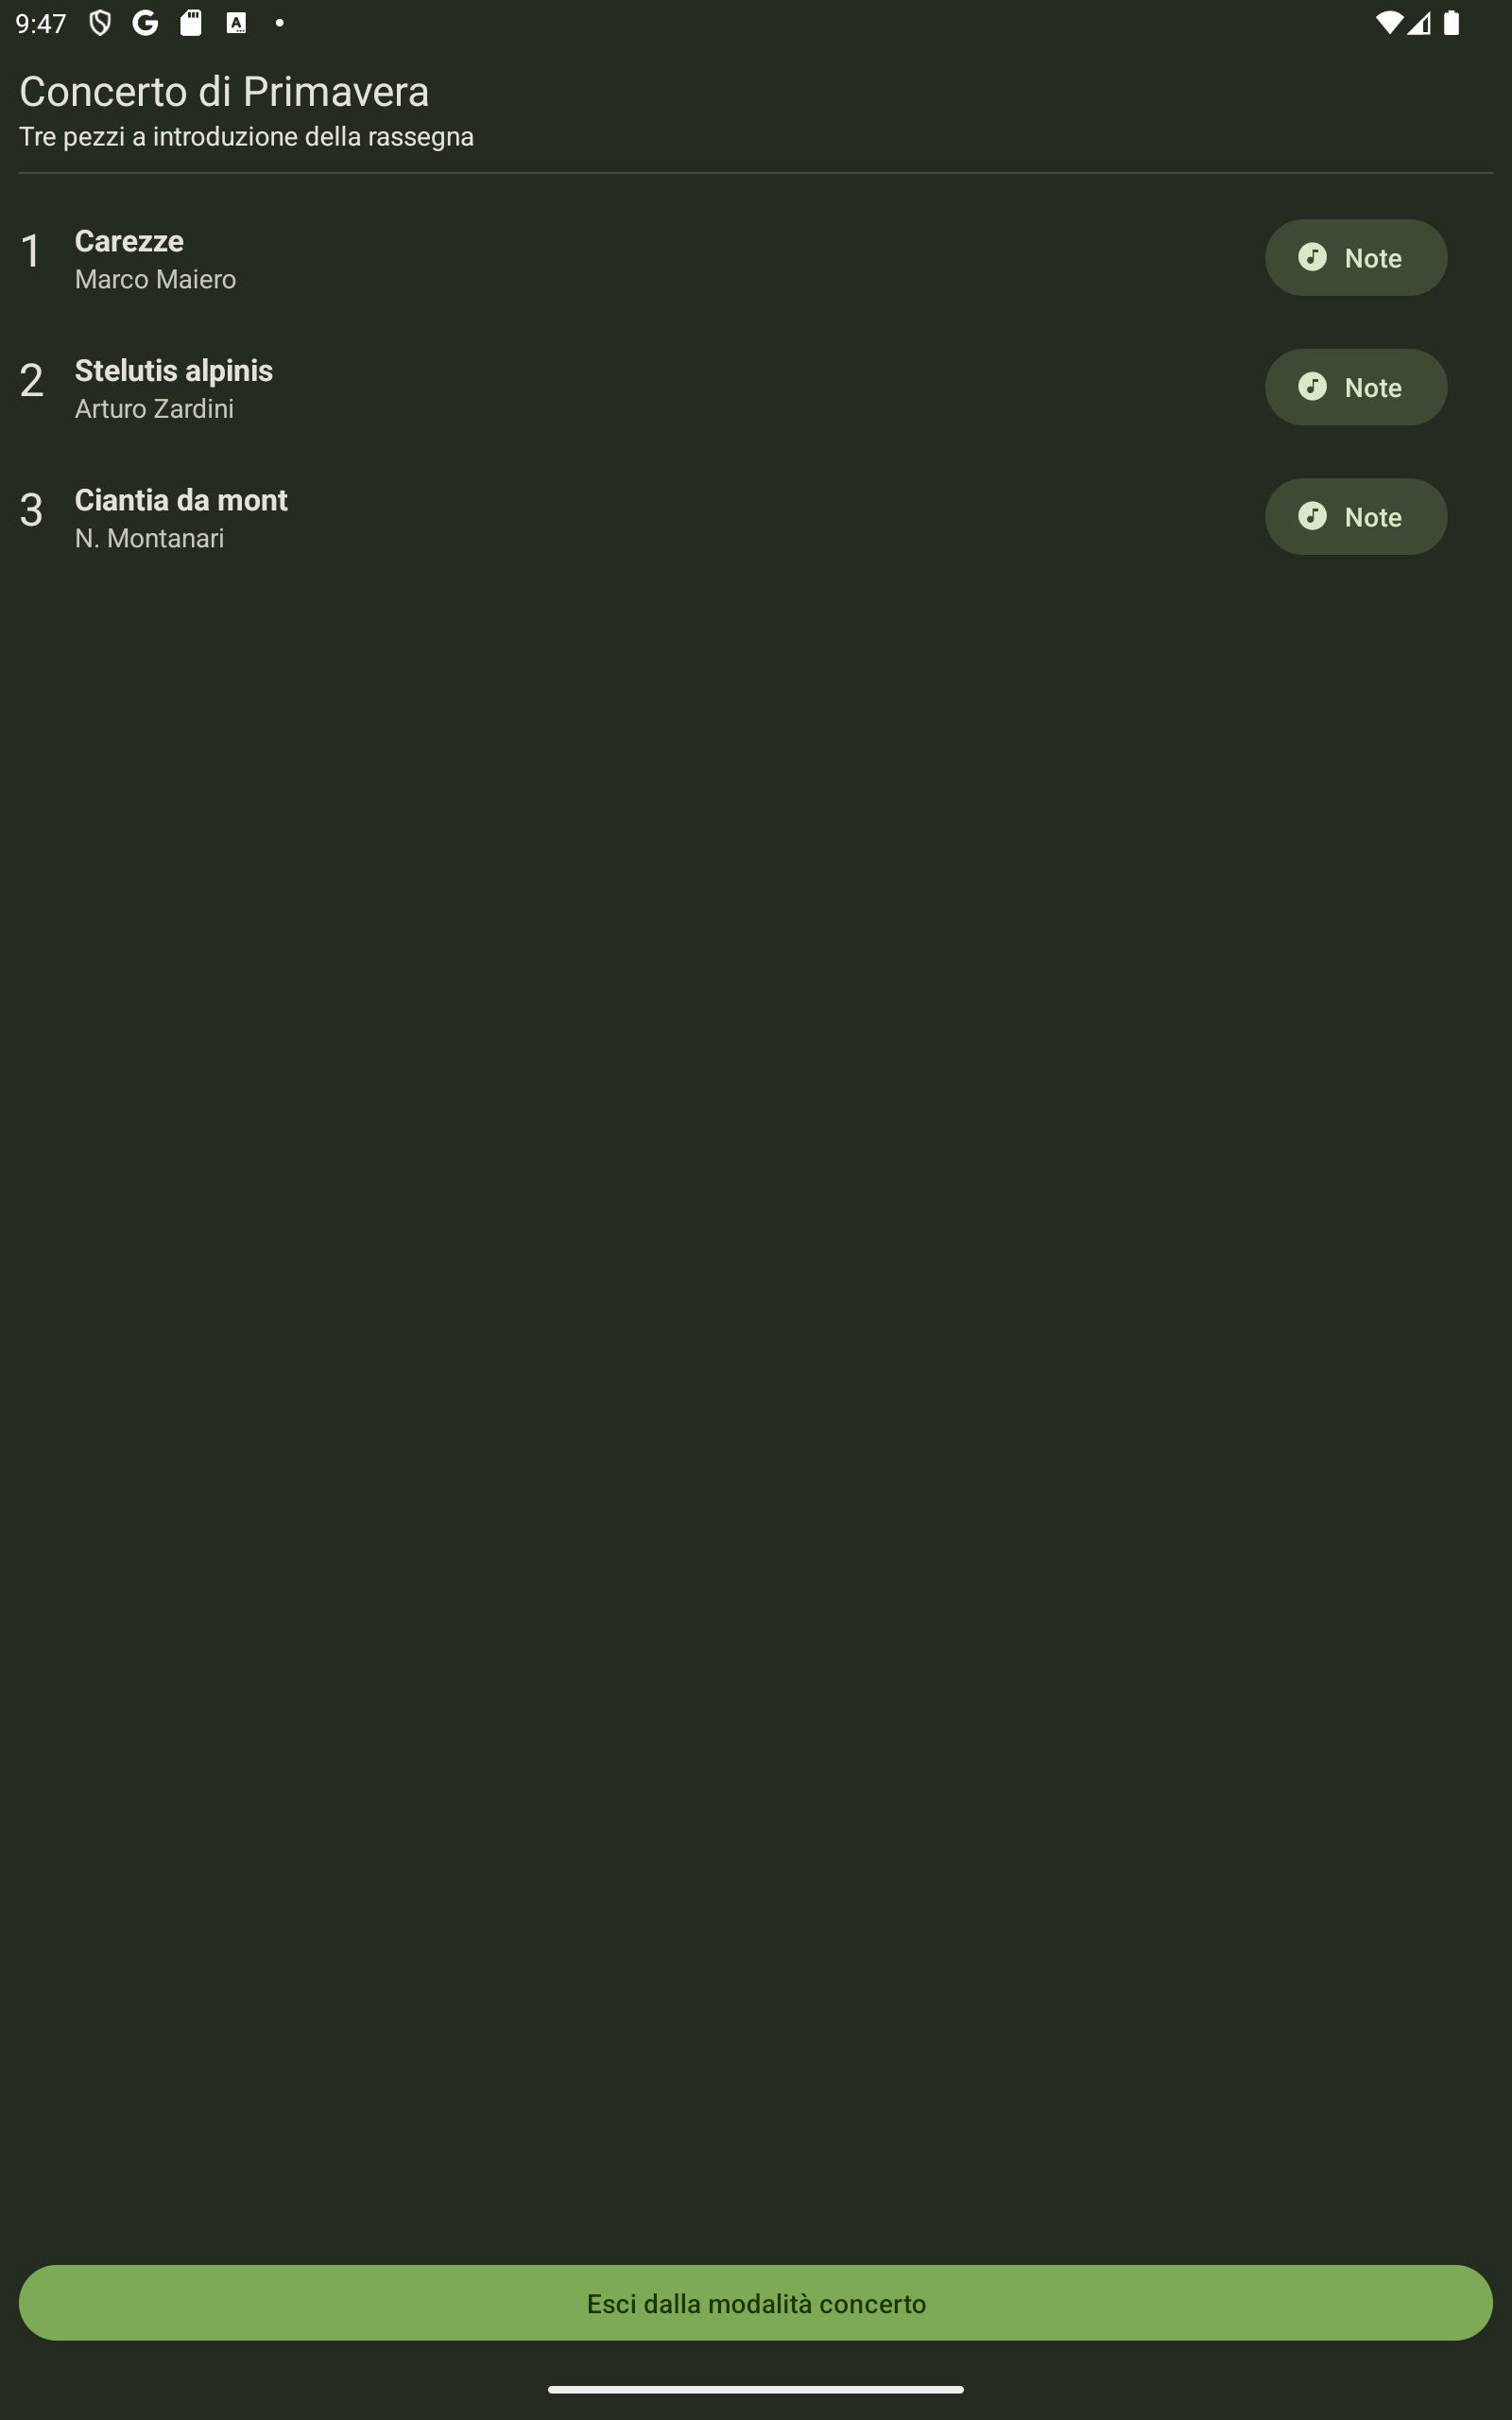 9:47
Concerto di Primavera
Tre pezzi a introduzione della rassegna
1 Carezze
Marco Maiero
Note
2 Stelutis alpinis
Arturo Zardini
Note
3 Ciantia da mont
N. Montanari
Note
Esci dalla modalità concerto